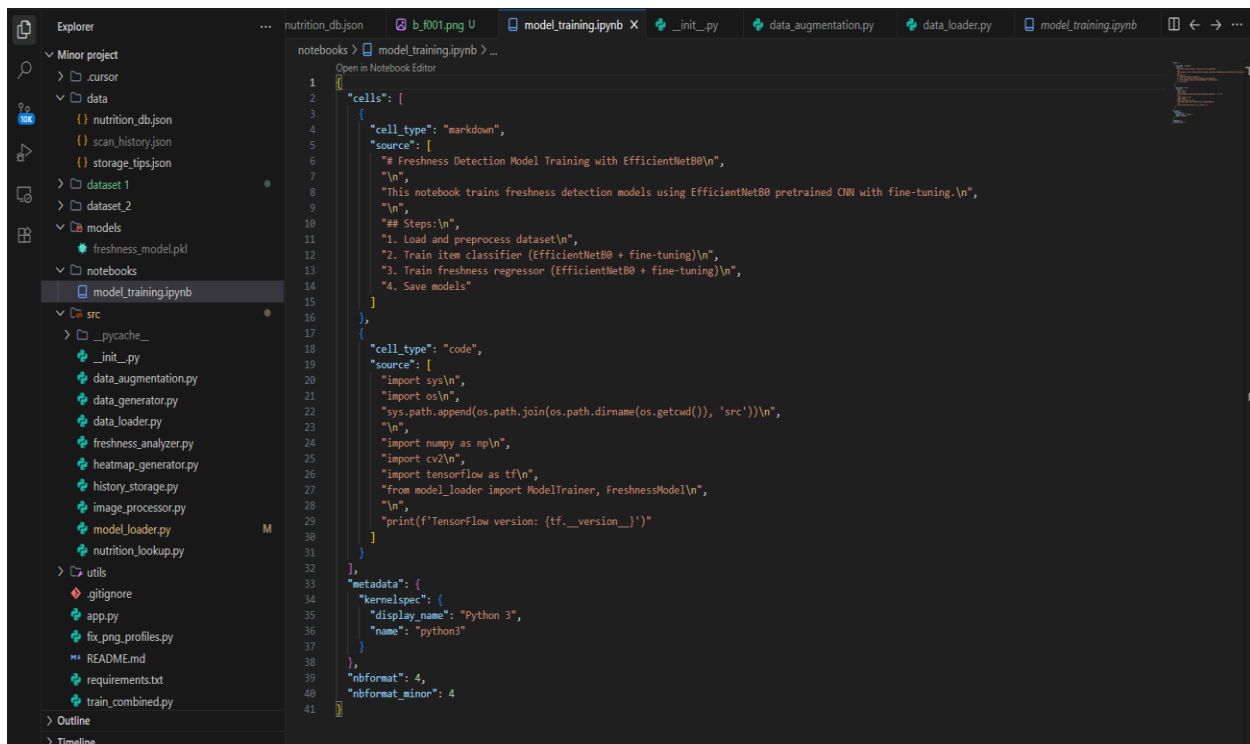 Explorer
nutrition_db.json
b_f001.png U
model_training.ipynb
__init__.py
data_augmentation.py
data_loader.py
model_training.ipynb
Minor project
.cursor
data
nutrition_db.json
scan_history.json
storage_tips.json
dataset 1
dataset_2
models
freshness_model.pkl
notebooks
model_training.ipynb
src
__pycache__
__init__.py
data_augmentation.py
data_generator.py
data_loader.py
freshness_analyzer.py
heatmap_generator.py
history_storage.py
image_processor.py
model_loader.py M
nutrition_lookup.py
utils
.gitignore
app.py
fix_png_profiles.py
README.md
requirements.txt
train_combined.py
Outline
Timeline
10K
notebooks > model_training.ipynb > ...
Open in Notebook Editor
1 {
2 "cells": [
3 {
4 "cell_type": "markdown",
5 "source": [
6 "# Freshness Detection Model Training with EfficientNetB0\n",
7 "\n",
8 "This notebook trains freshness detection models using EfficientNetB0 pretrained CNN with fine-tuning.\n",
9 "\n",
10 "## Steps:\n",
11 "1. Load and preprocess dataset\n",
12 "2. Train item classifier (EfficientNetB0 + fine-tuning)\n",
13 "3. Train freshness regressor (EfficientNetB0 + fine-tuning)\n",
14 "4. Save models"
15 ]
16 },
17 {
18 "cell_type": "code",
19 "source": [
20 "import sys\n",
21 "import os\n",
22 "sys.path.append(os.path.join(os.path.dirname(os.getcwd()), 'src'))\n",
23 "\n",
24 "import numpy as np\n",
25 "import cv2\n",
26 "import tensorflow as tf\n",
27 "from model_loader import ModelTrainer, FreshnessModel\n",
28 "\n",
29 "print(f'TensorFlow version: {tf.__version__}')"
30 ]
31 }
32 ],
33 "metadata": {
34 "kernelspec": {
35 "display_name": "Python 3",
36 "name": "python3"
37 }
38 },
39 "nbformat": 4,
40 "nbformat_minor": 4
41 }